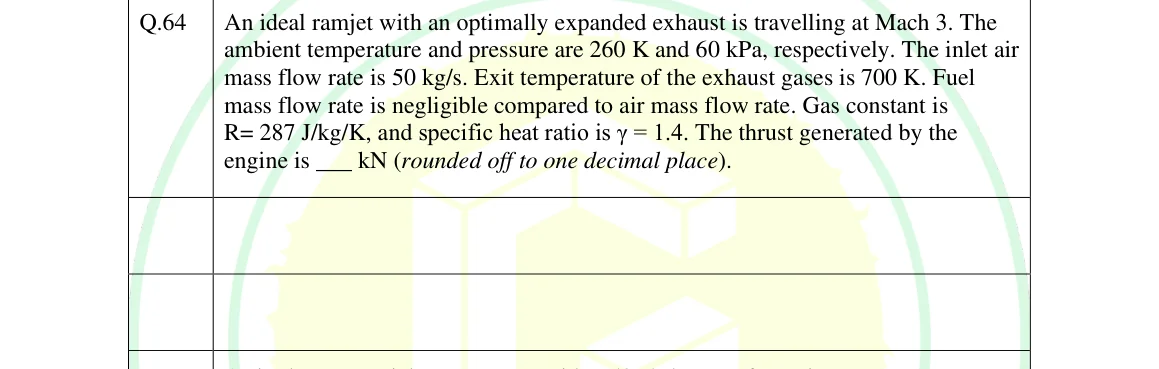 Q.64 An ideal ramjet with an optimally expanded exhaust is travelling at Mach 3. The
ambient temperature and pressure are 260 K and 60 kPa, respectively. The inlet air
mass flow rate is 50 kg/s. Exit temperature of the exhaust gases is 700 K. Fuel
mass flow rate is negligible compared to air mass flow rate. Gas constant is
R= 287 J/kg/K, and specific heat ratio is γ = 1.4. The thrust generated by the
engine is ___ kN (rounded off to one decimal place).